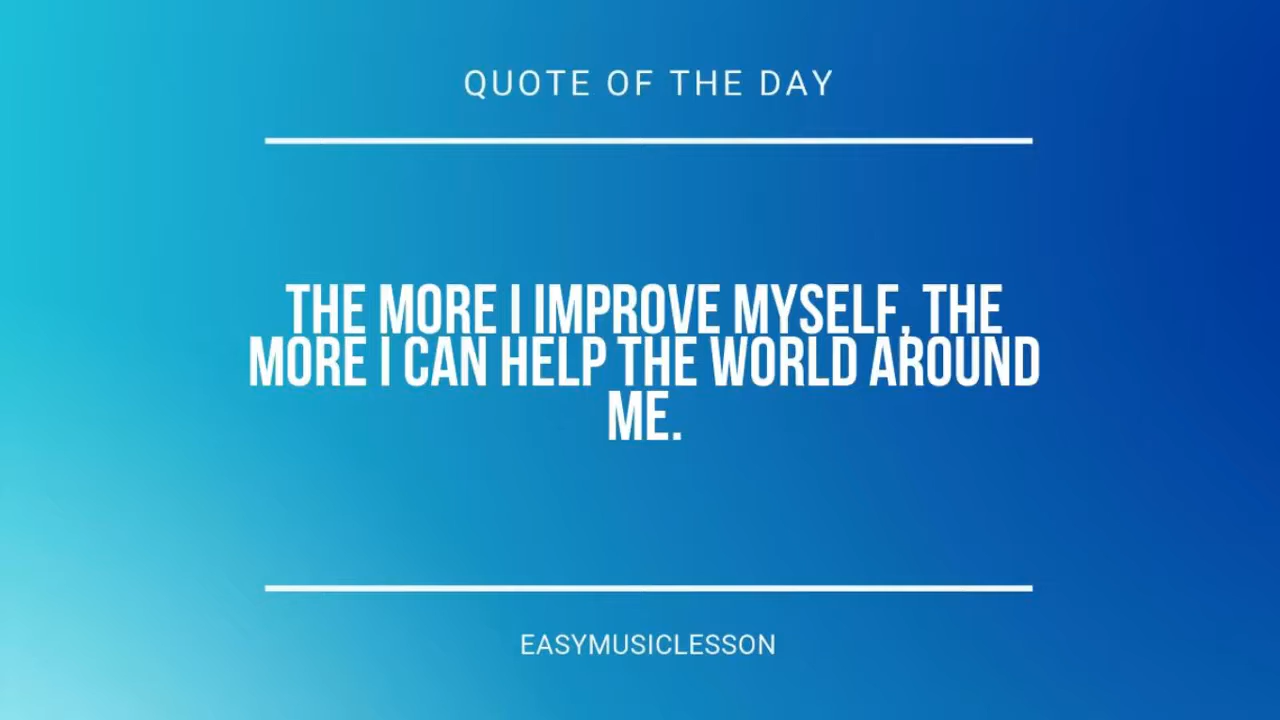 QUOTE OF THE DAY
THE MORE I IMPROVE MYSELF, THE
MORE I CAN HELP THE WORLD AROUND
ME.
EASYMUSICLESSON